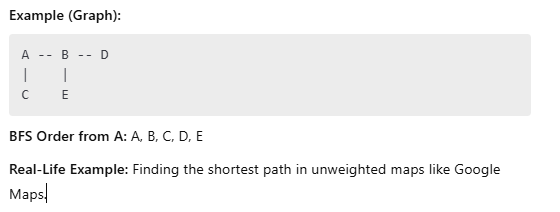 Example (Graph):
A -- B -- D
|    |
C    E
BFS Order from A: A, B, C, D, E
Real-Life Example: Finding the shortest path in unweighted maps like Google
Maps.